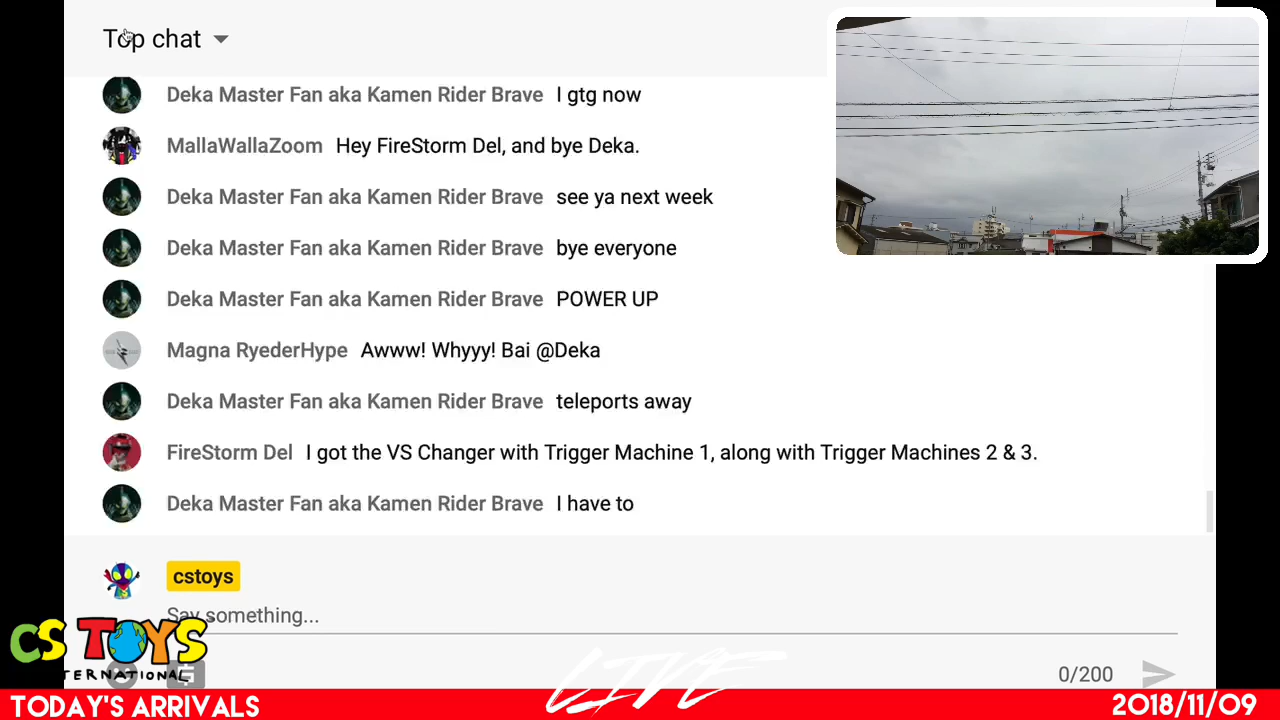 Top chat
Deka Master Fan aka Kamen Rider Brave I gtg now
MallaWallaZoom Hey FireStorm Del, and bye Deka.
Deka Master Fan aka Kamen Rider Brave see ya next week
Deka Master Fan aka Kamen Rider Brave bye everyone
Deka Master Fan aka Kamen Rider Brave POWER UP
Magna RyederHype Awww! Whyyy! Bai @Deka
Deka Master Fan aka Kamen Rider Brave teleports away
FireStorm Del I got the VS Changer with Trigger Machine 1, along with Trigger Machines 2 & 3.
Deka Master Fan aka Kamen Rider Brave I have to
cstoys
Say something...
CS TOYS
TERNATIONAL
0/200
LIVE
TODAY'S ARRIVALS
2018/11/09